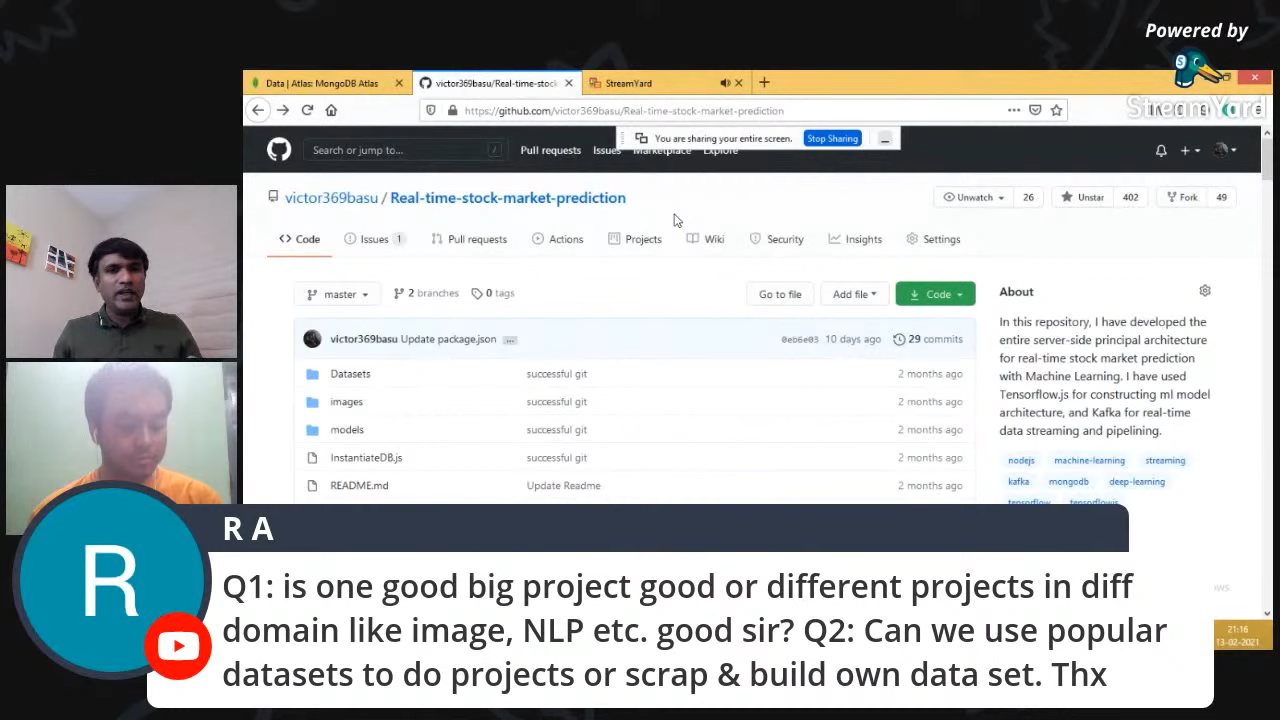 Powered by
S
StreamYard
Data | Atlas: MongoDB Atlas
victor369basu/Real-time-stock
StreamYard
https://github.com/victor369basu/Real-time-stock-market-prediction
You are sharing your entire screen.
Stop Sharing
Search or jump to...
/
Pull requests
Issues
Marketplace
Explore
victor369basu / Real-time-stock-market-prediction
Unwatch
26
Unstar
402
Fork
49
Code
Issues 1
Pull requests
Actions
Projects
Wiki
Security
Insights
Settings
master
2 branches
0 tags
Go to file
Add file
Code
victor369basu Update package.json ...
0eb6e03 10 days ago
29 commits
Datasets
successful git
2 months ago
images
successful git
2 months ago
models
successful git
2 months ago
InstantiateDB.js
successful git
2 months ago
README.md
Update Readme
2 months ago
About
In this repository, I have developed the
entire server-side principal architecture
for real-time stock market prediction
with Machine Learning. I have used
Tensorflow.js for constructing ml model
architecture, and Kafka for real-time
data streaming and pipelining.
nodejs machine-learning streaming
kafka mongodb deep-learning
tensorflow tensorflowjs
R A
R
Q1: is one good big project good or different projects in diff
domain like image, NLP etc. good sir? Q2: Can we use popular
datasets to do projects or scrap & build own data set. Thx
21:16
13-02-2021